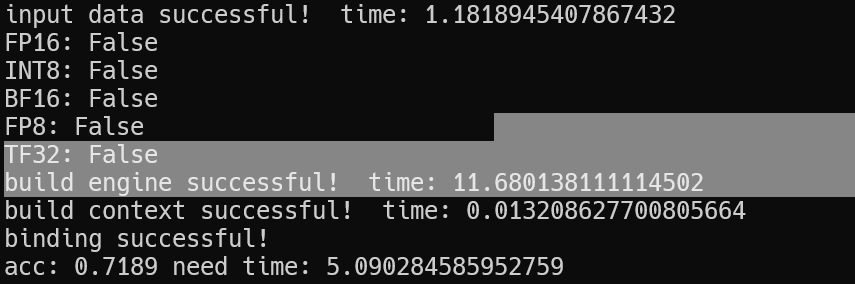 input data successful!  time: 1.1818945407867432
FP16: False
INT8: False
BF16: False
FP8: False
TF32: False
build engine successful!  time: 11.680138111114502
build context successful!  time: 0.013208627700805664
binding successful!
acc: 0.7189 need time: 5.090284585952759